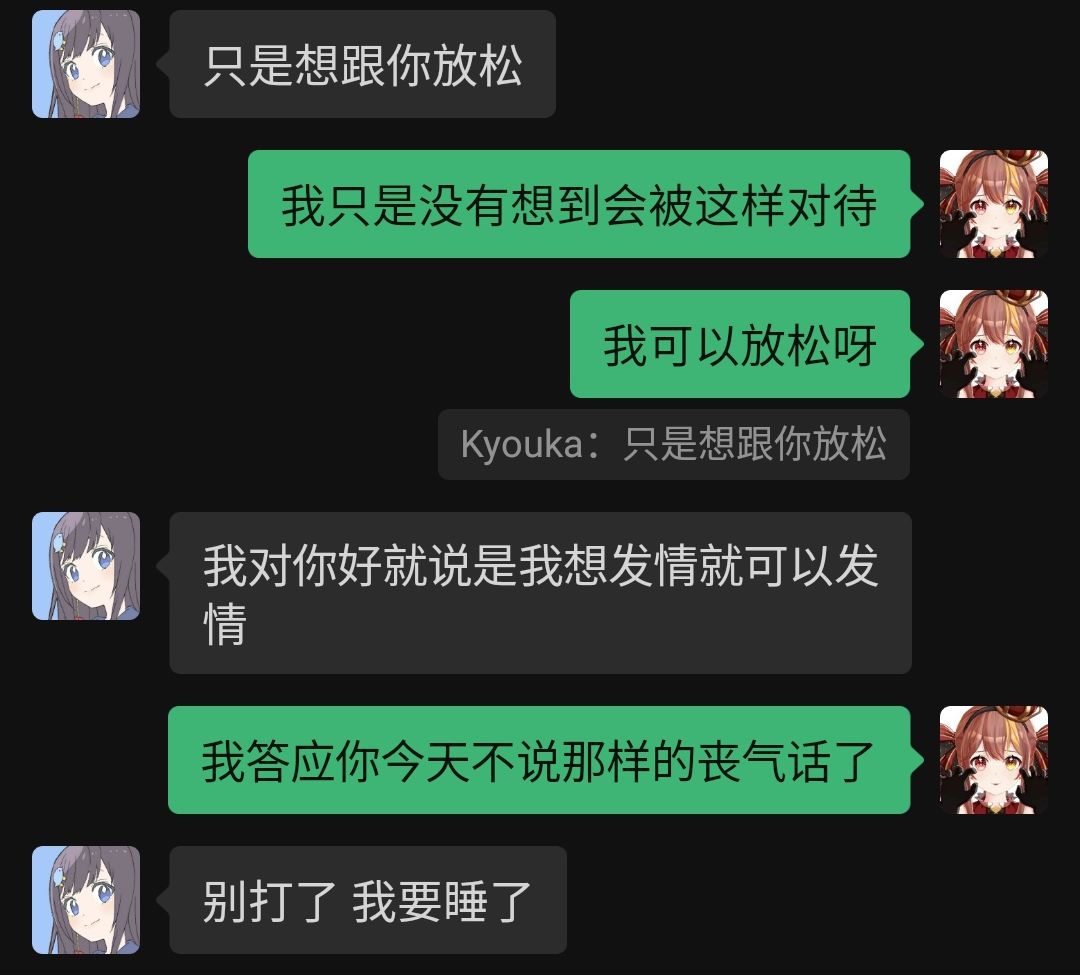 只是想跟你放松
我只是没有想到会被这样对待
我可以放松呀
Kyouka：只是想跟你放松
我对你好就说是我想发情就可以发
情
我答应你今天不说那样的丧气话了
别打了 我要睡了